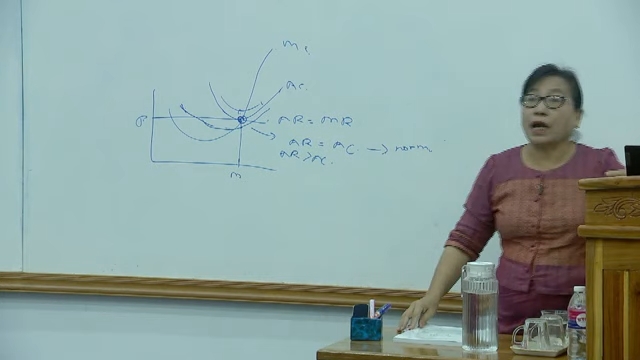 MC
AC
P
AR = MR
AR = AC → norm
AR > AC
m